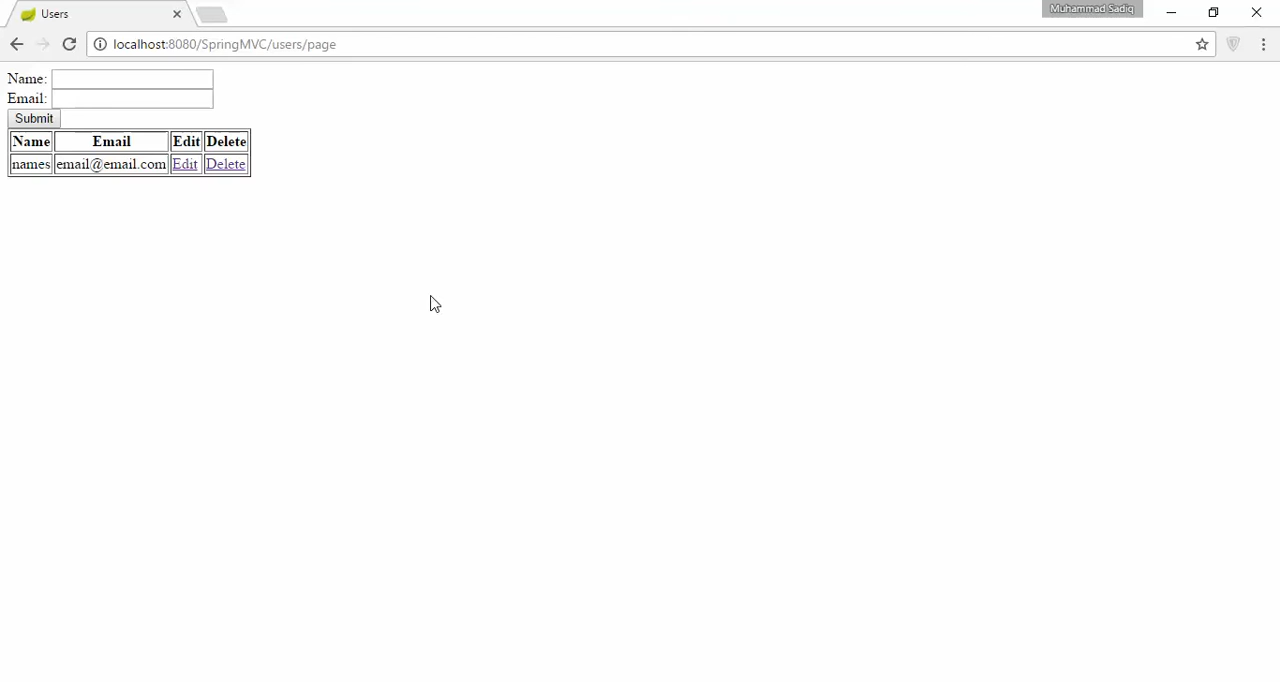 Users
Muhammad Sadiq
localhost:8080/SpringMVC/users/page
Name:
Email:
Submit
Name Email Edit Delete
names email@email.com Edit Delete